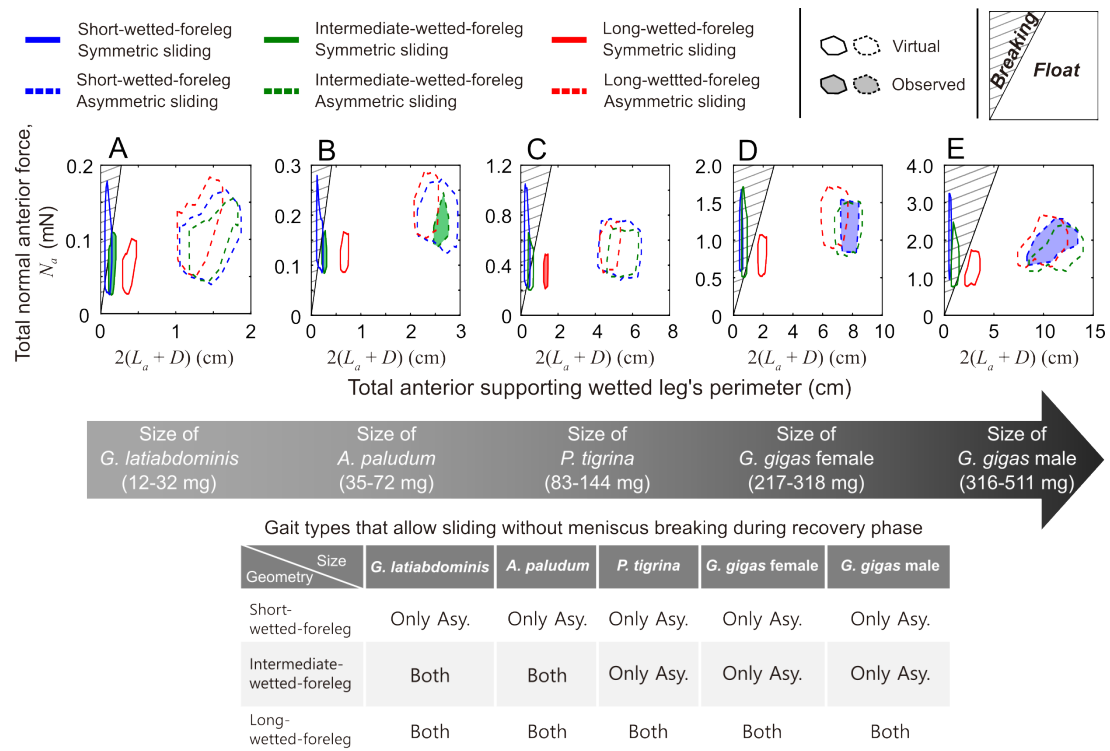 Short-wetted-foreleg
Symmetric sliding
Intermediate-wetted-foreleg
Symmetric sliding
Long-wetted-foreleg
Symmetric sliding
Short-wetted-foreleg
Asymmetric sliding
Intermediate-wetted-foreleg
Asymmetric sliding
Long-wettted-foreleg
Asymmetric sliding
Virtual
Observed
Breaking
Float
Total normal anterior force,
Nₐ (mN)
A
0.2
0.1
0
0 1 2
2(Lₐ + D) (cm)
B
0.3
0.2
0.1
0
0 1 2 3
2(Lₐ + D) (cm)
C
1.2
0.8
0.4
0
0 2 4 6 8
2(Lₐ + D) (cm)
D
2.0
1.5
1.0
0.5
0
0 2 4 6 8 10
2(Lₐ + D) (cm)
E
4.0
3.0
2.0
1.0
0
0 5 10 15
2(Lₐ + D) (cm)
Total anterior supporting wetted leg's perimeter (cm)
Size of
G. latiabdominis
(12-32 mg)
Size of
A. paludum
(35-72 mg)
Size of
P. tigrina
(83-144 mg)
Size of
G. gigas female
(217-318 mg)
Size of
G. gigas male
(316-511 mg)
Gait types that allow sliding without meniscus breaking during recovery phase
Size
Geometry
G. latiabdominis
A. paludum
P. tigrina
G. gigas female
G. gigas male
Short-
wetted-foreleg
Only Asy. Only Asy. Only Asy. Only Asy. Only Asy.
Intermediate-
wetted-foreleg
Both Both Only Asy. Only Asy. Only Asy.
Long-
wetted-foreleg
Both Both Both Both Both